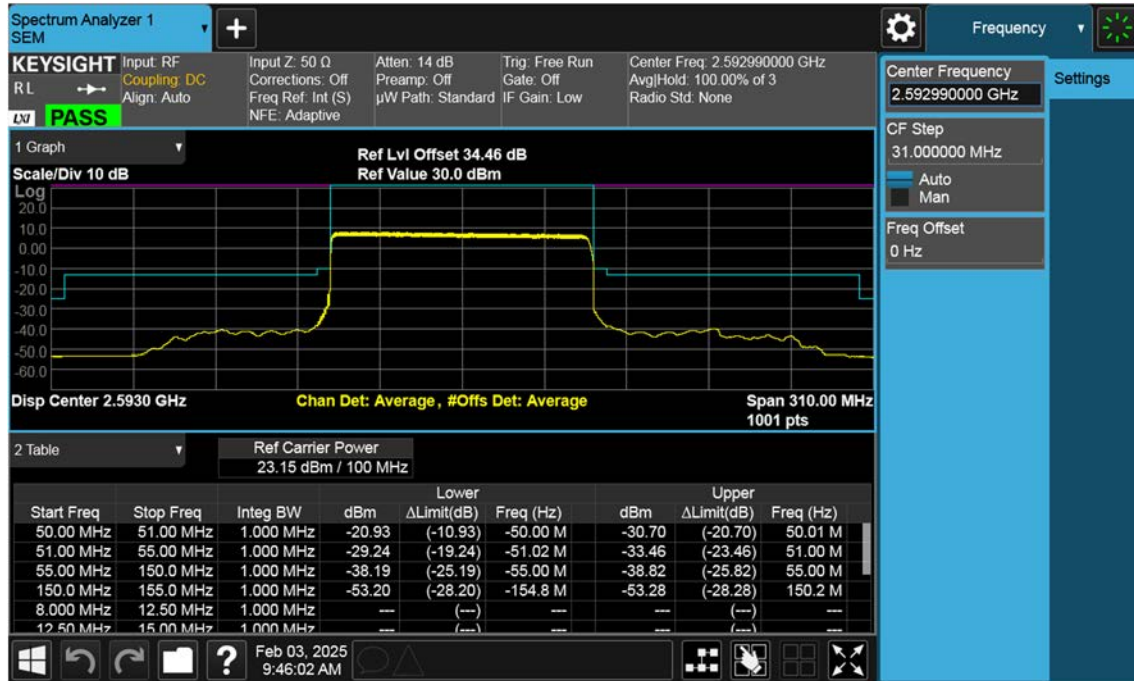 Spectrum Analyzer 1
SEM
Frequency
KEYSIGHT
R L
LXI
PASS
Input: RF
Coupling: DC
Align: Auto
Input Z: 50 Ω
Corrections: Off
Freq Ref: Int (S)
NFE: Adaptive
Atten: 14 dB
Preamp: Off
µW Path: Standard
Trig: Free Run
Gate: Off
IF Gain: Low
Center Freq: 2.592990000 GHz
Avg|Hold: 100.00% of 3
Radio Std: None
Center Frequency
2.592990000 GHz
Settings
CF Step
31.000000 MHz
Auto
Man
Freq Offset
0 Hz
1 Graph
Ref Lvl Offset 34.46 dB
Scale/Div 10 dB
Ref Value 30.0 dBm
Log
20.0
10.0
0.00
-10.0
-20.0
-30.0
-40.0
-50.0
-60.0
Disp Center 2.5930 GHz
Chan Det: Average, #Offs Det: Average
Span 310.00 MHz
1001 pts
2 Table
Ref Carrier Power
23.15 dBm / 100 MHz
Lower Upper
Start Freq Stop Freq Integ BW dBm ΔLimit(dB) Freq (Hz) dBm ΔLimit(dB) Freq (Hz)
50.00 MHz 51.00 MHz 1.000 MHz -20.93 (-10.93) -50.00 M -30.70 (-20.70) 50.01 M
51.00 MHz 55.00 MHz 1.000 MHz -29.24 (-19.24) -51.02 M -33.46 (-23.46) 51.00 M
55.00 MHz 150.0 MHz 1.000 MHz -38.19 (-25.19) -55.00 M -38.82 (-25.82) 55.00 M
150.0 MHz 155.0 MHz 1.000 MHz -53.20 (-28.20) -154.8 M -53.28 (-28.28) 150.2 M
8.000 MHz 12.50 MHz 1.000 MHz --- (---) --- --- (---) ---
12.50 MHz 15.00 MHz 1.000 MHz --- (---) --- --- (---) ---
Feb 03, 2025
9:46:02 AM